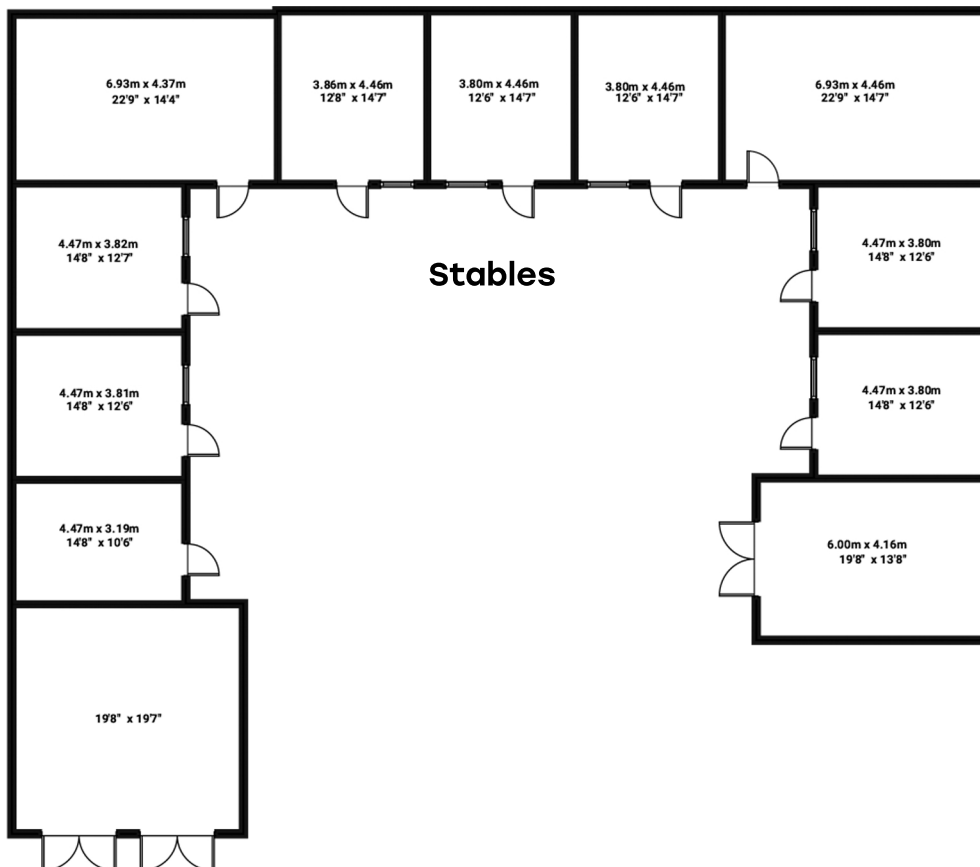 6.93m x 4.37m
22'9" x 14'4"
3.86m x 4.46m
12'8" x 14'7"
3.80m x 4.46m
12'6" x 14'7"
3.80m x 4.46m
12'6" x 14'7"
6.93m x 4.46m
22'9" x 14'7"
4.47m x 3.82m
14'8" x 12'7"
Stables
4.47m x 3.80m
14'8" x 12'6"
4.47m x 3.81m
14'8" x 12'6"
4.47m x 3.80m
14'8" x 12'6"
4.47m x 3.19m
14'8" x 10'6"
6.00m x 4.16m
19'8" x 13'8"
19'8" x 19'7"